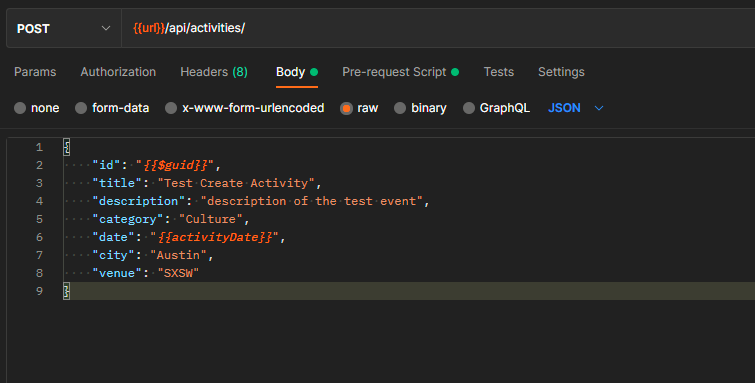 POST {{url}}/api/activities/
Params Authorization Headers (8) Body Pre-request Script Tests Settings
none form-data x-www-form-urlencoded raw binary GraphQL JSON
1 {
2 "id": "{{$guid}}",
3 "title": "Test Create Activity",
4 "description": "description of the test event",
5 "category": "Culture",
6 "date": "{{activityDate}}",
7 "city": "Austin",
8 "venue": "SXSW"
9 }